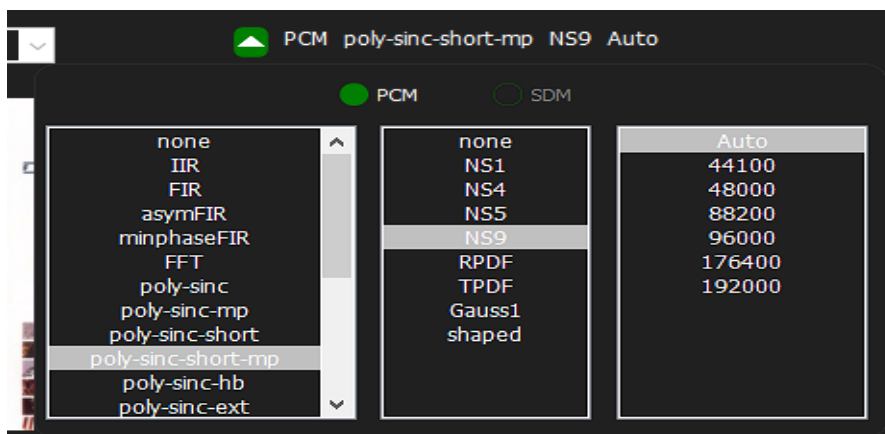 PCM poly-sinc-short-mp NS9 Auto
PCM
SDM
none
IIR
FIR
asymFIR
minphaseFIR
FFT
poly-sinc
poly-sinc-mp
poly-sinc-short
poly-sinc-short-mp
poly-sinc-hb
poly-sinc-ext
none
NS1
NS4
NS5
NS9
RPDF
TPDF
Gauss1
shaped
Auto
44100
48000
88200
96000
176400
192000